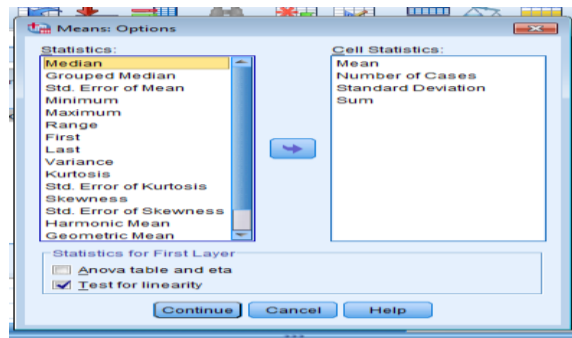 Means: Options
Statistics:
Median
Grouped Median
Std. Error of Mean
Minimum
Maximum
Range
First
Last
Variance
Kurtosis
Std. Error of Kurtosis
Skewness
Std. Error of Skewness
Harmonic Mean
Geometric Mean
Cell Statistics:
Mean
Number of Cases
Standard Deviation
Sum
Statistics for First Layer
Anova table and eta
Test for linearity
Continue Cancel Help